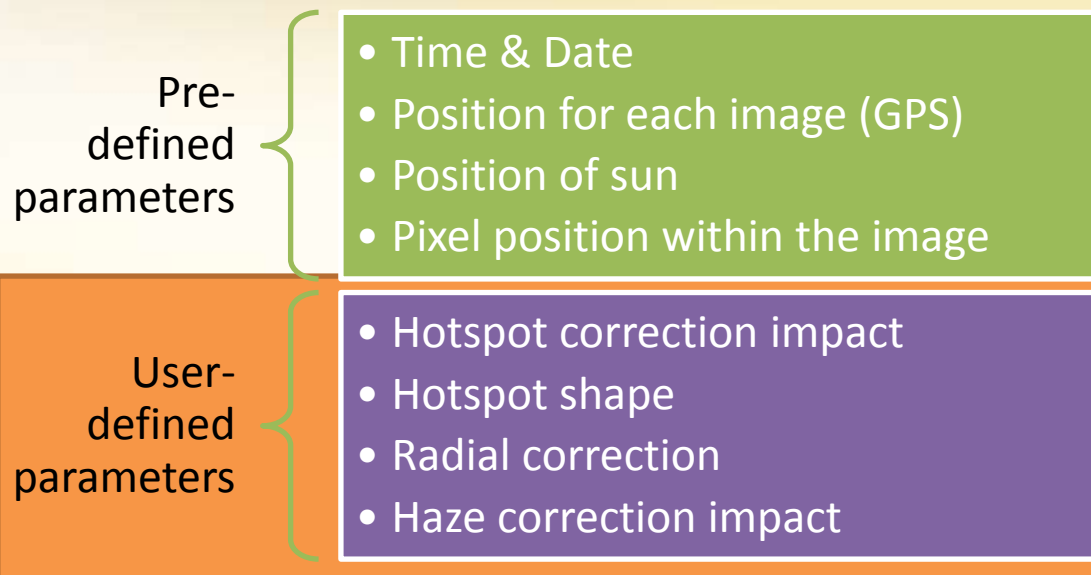 Pre-
defined
parameters
• Time & Date
• Position for each image (GPS)
• Position of sun
• Pixel position within the image
User-
defined
parameters
• Hotspot correction impact
• Hotspot shape
• Radial correction
• Haze correction impact